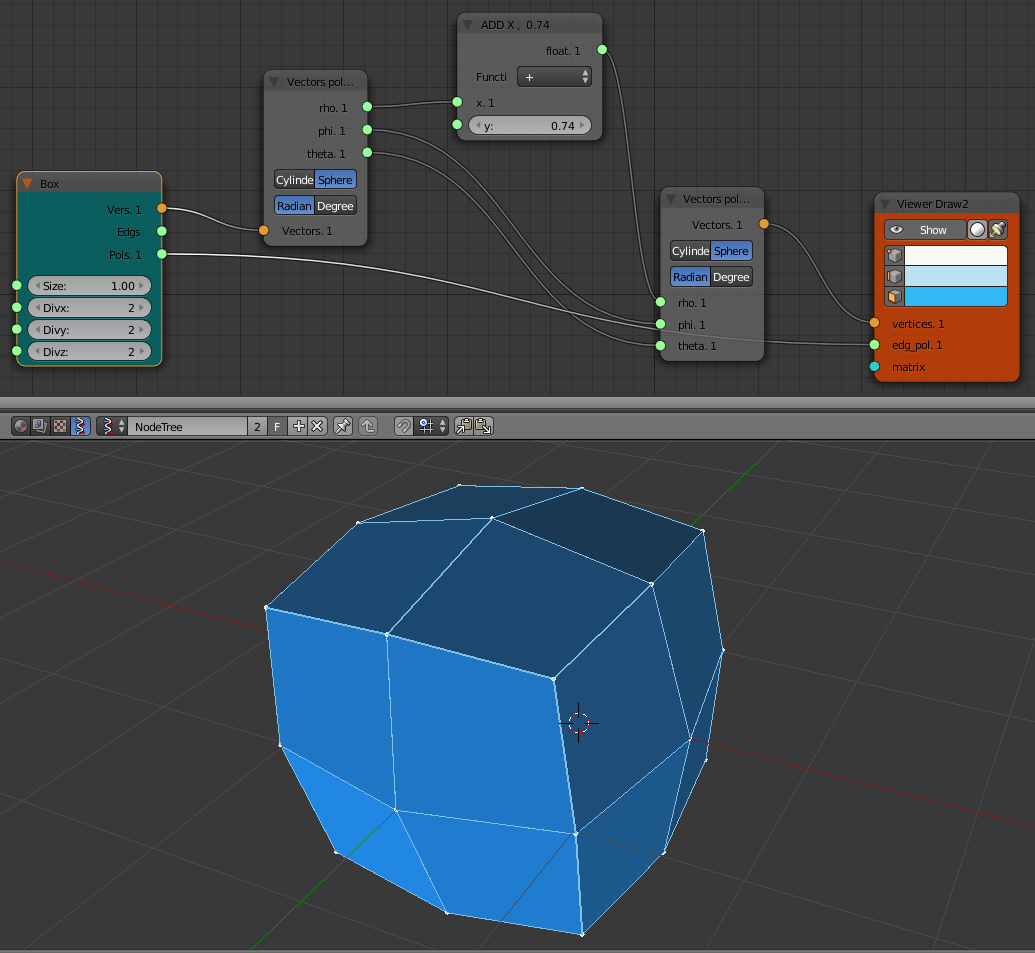 ADD X , 0.74
float. 1
Functi +
x. 1
y: 0.74
Vectors pol...
rho. 1
phi. 1
theta. 1
Cylinde Sphere
Radian Degree
Vectors. 1
Box
Vers. 1
Edgs
Pols. 1
Size: 1.00
Divx: 2
Divy: 2
Divz: 2
Vectors pol...
Vectors. 1
Cylinde Sphere
Radian Degree
rho. 1
phi. 1
theta. 1
Viewer Draw2
Show
vertices. 1
edg_pol. 1
matrix
NodeTree 2 F